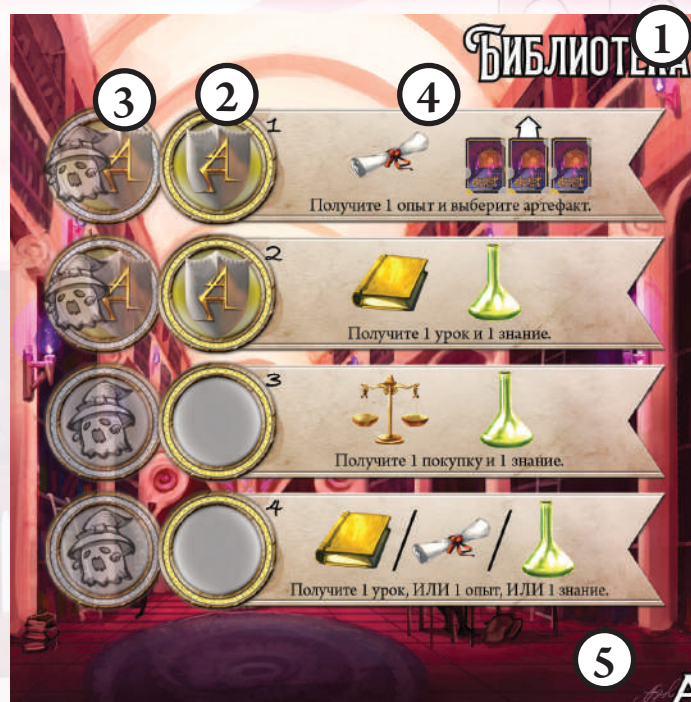 БИБЛИОТЕКА 1
3 2 4
A A 1
Получите 1 опыт и выберите артефакт.
A A 2
Получите 1 урок и 1 знание.
3
Получите 1 покупку и 1 знание.
4
/ /
Получите 1 урок, ИЛИ 1 опыт, ИЛИ 1 знание.
5
А